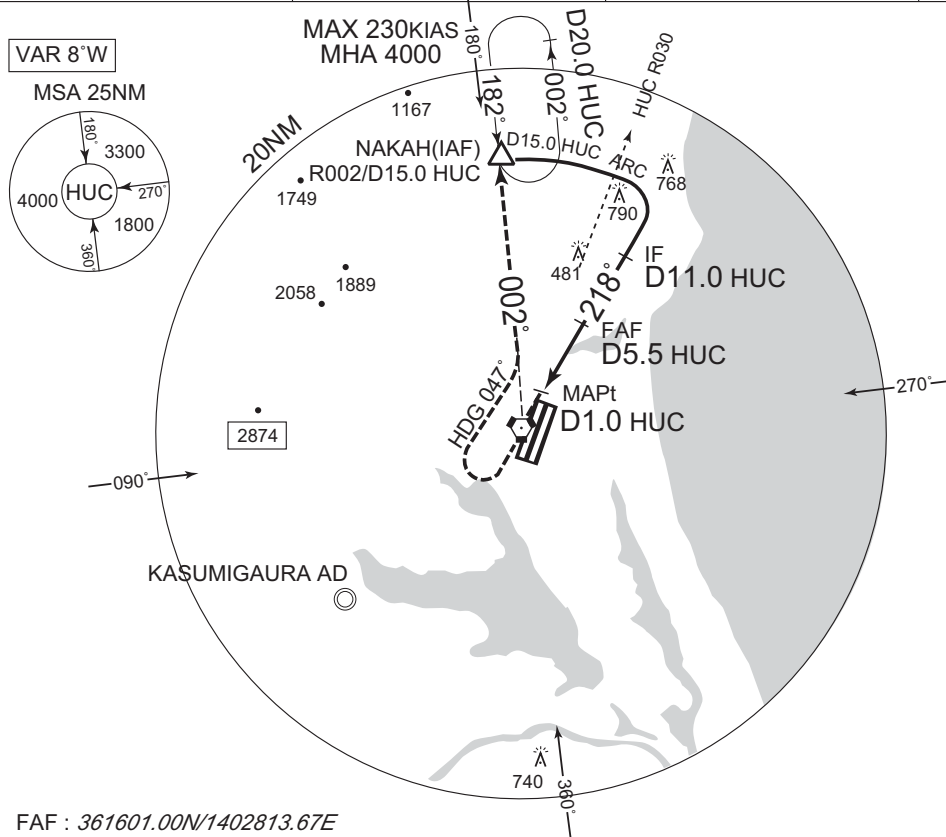 VAR 8°W
MSA 25NM
180°
3300
4000
HUC
270°
1800
360°
MAX 230KIAS
MHA 4000
180°
182°
002°
D20.0 HUC
HUC R030
1167
20NM
NAKAH(IAF)
R002/D15.0 HUC
D15.0 HUC ARC
768
790
1749
481
IF
D11.0 HUC
218°
1889
2058
002°
FAF
D5.5 HUC
270°
HDG 047°
MAPt
D1.0 HUC
2874
090°
KASUMIGAURA AD
740
360°
FAF : 361601.00N/1402813.67E